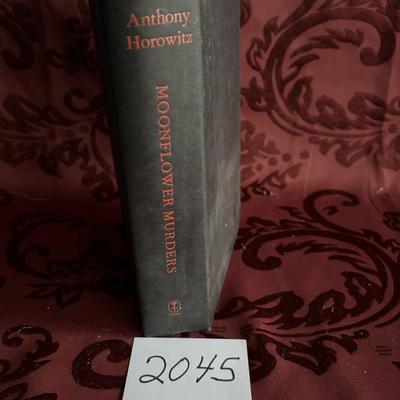 Anthony
Horowitz
MOONFLOWER MURDERS
2045